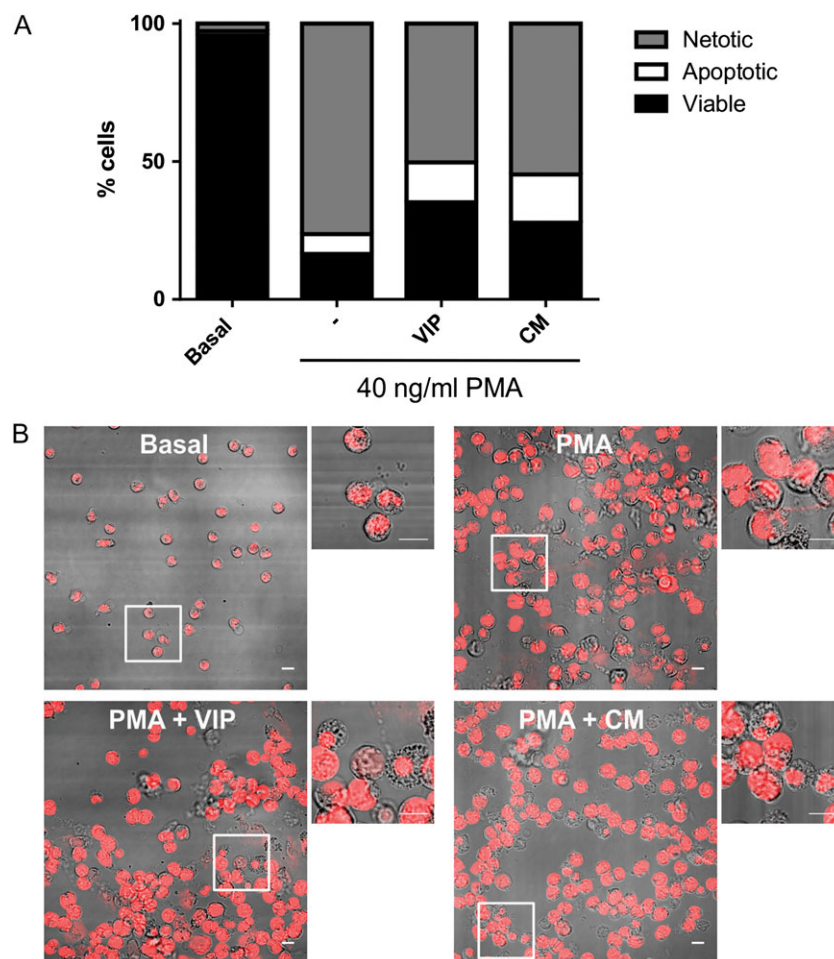 A
100
50
0
% cells
Netotic
Apoptotic
Viable
Basal
-
VIP
CM
40 ng/ml PMA
B
Basal
PMA
PMA + VIP
PMA + CM